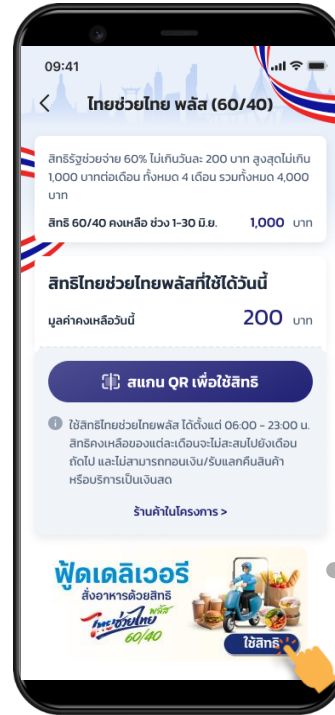 09:41
ไทยช่วยไทย พลัส (60/40)
สิทธิรัฐช่วยจ่าย 60% ไม่เกินวันละ 200 บาท สูงสุดไม่เกิน
1,000 บาทต่อเดือน ทั้งหมด 4 เดือน รวมทั้งหมด 4,000
บาท
สิทธิ 60/40 คงเหลือ ช่วง 1-30 มิ.ย. 1,000 บาท
สิทธิไทยช่วยไทยพลัสที่ใช้ได้วันนี้
มูลค่าคงเหลือวันนี้ 200 บาท
สแกน QR เพื่อใช้สิทธิ
ใช้สิทธิไทยช่วยไทยพลัส ได้ตั้งแต่ 06:00 - 23:00 น.
สิทธิคงเหลือของแต่ละเดือนจะไม่สะสมไปยังเดือน
ถัดไป และไม่สามารถทอนเงิน/รับแลกคืนสินค้า
หรือบริการเป็นเงินสด
ร้านค้าในโครงการ >
ฟู้ดเดลิเวอรี
สั่งอาหารด้วยสิทธิ
ไทยช่วยไทย พลัส
60/40
ใช้สิทธิ